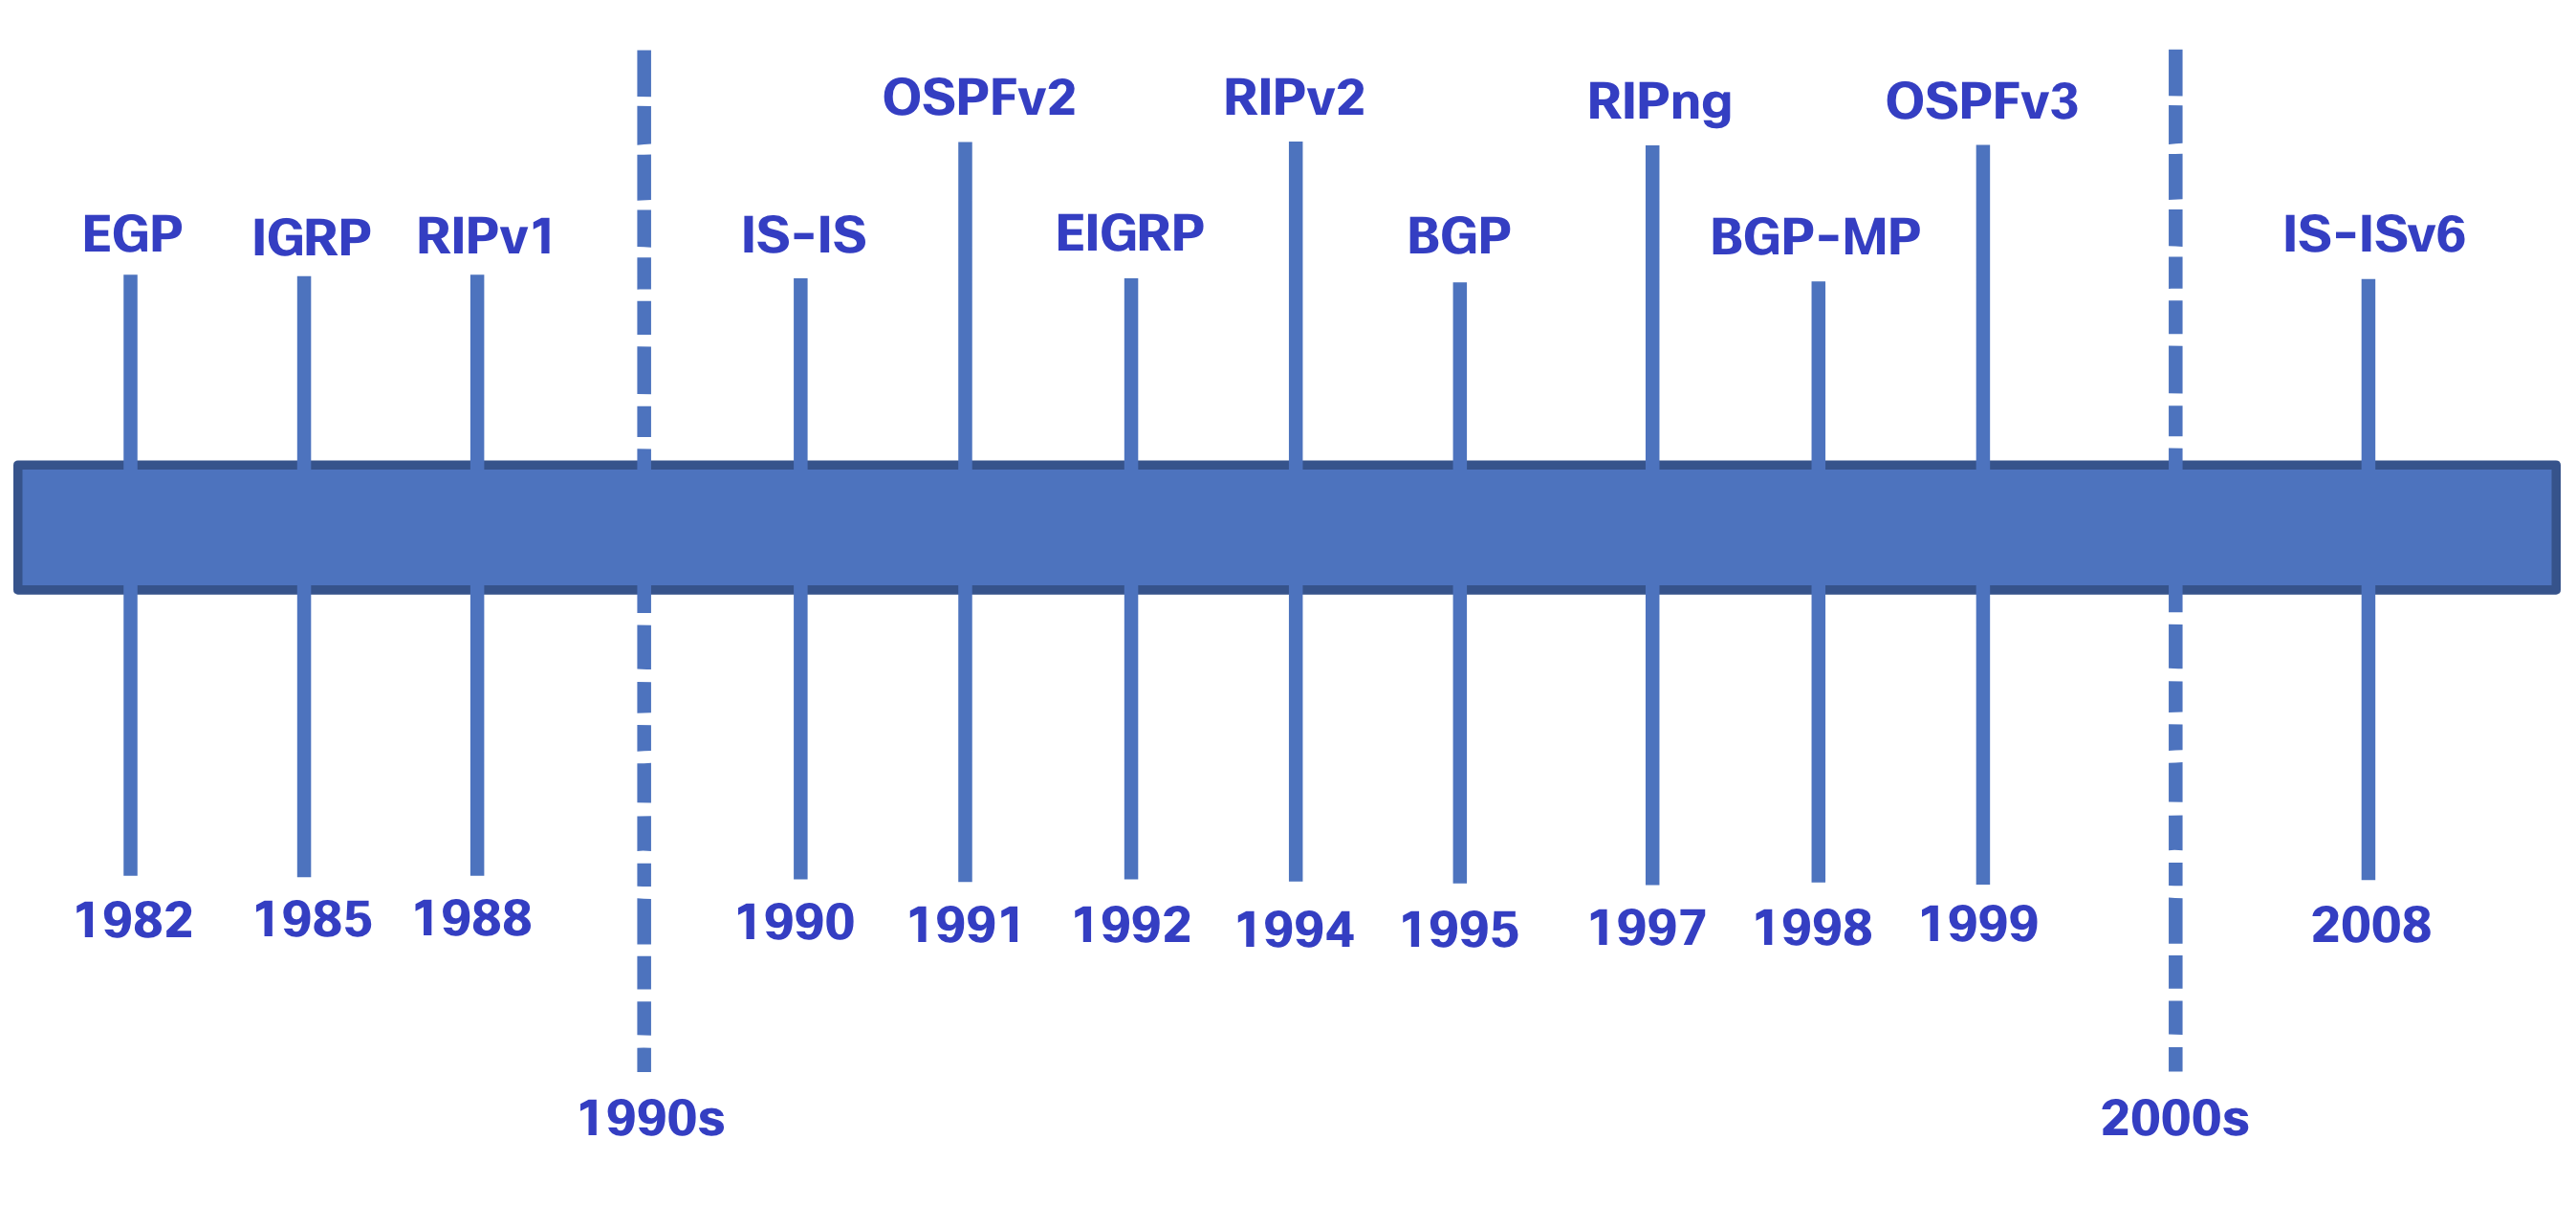 OSPFv2 RIPv2 RIPng OSPFv3
EGP IGRP RIPv1 IS-IS EIGRP BGP BGP-MP IS-ISv6
1982 1985 1988 1990 1991 1992 1994 1995 1997 1998 1999 2008
1990s 2000s